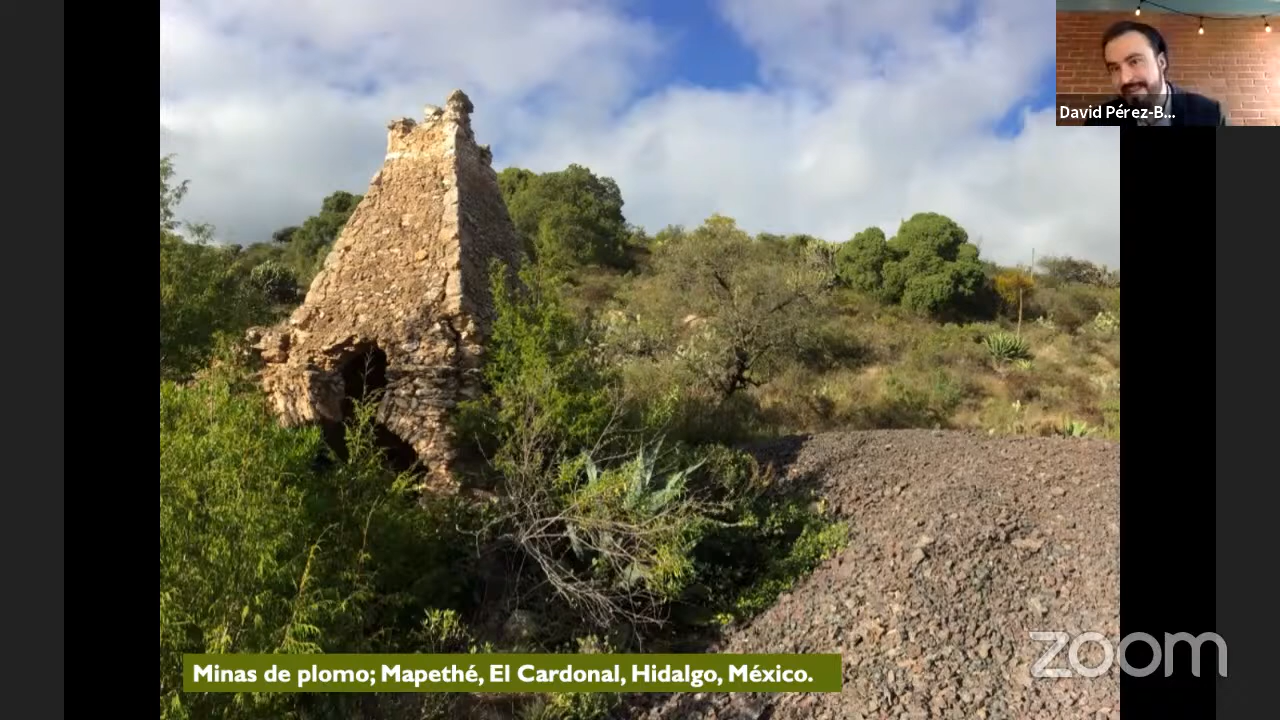 David Pérez-B...
Minas de plomo; Mapethé, El Cardonal, Hidalgo, México.
zoom